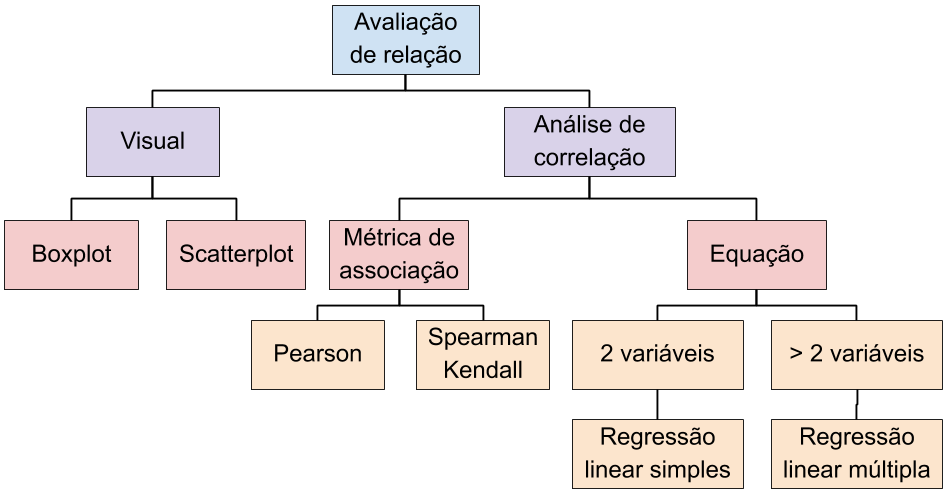 Avaliação
de relação
Visual
Análise de
correlação
Boxplot
Scatterplot
Métrica de
associação
Equação
Pearson
Spearman
Kendall
2 variáveis
> 2 variáveis
Regressão
linear simples
Regressão
linear múltipla